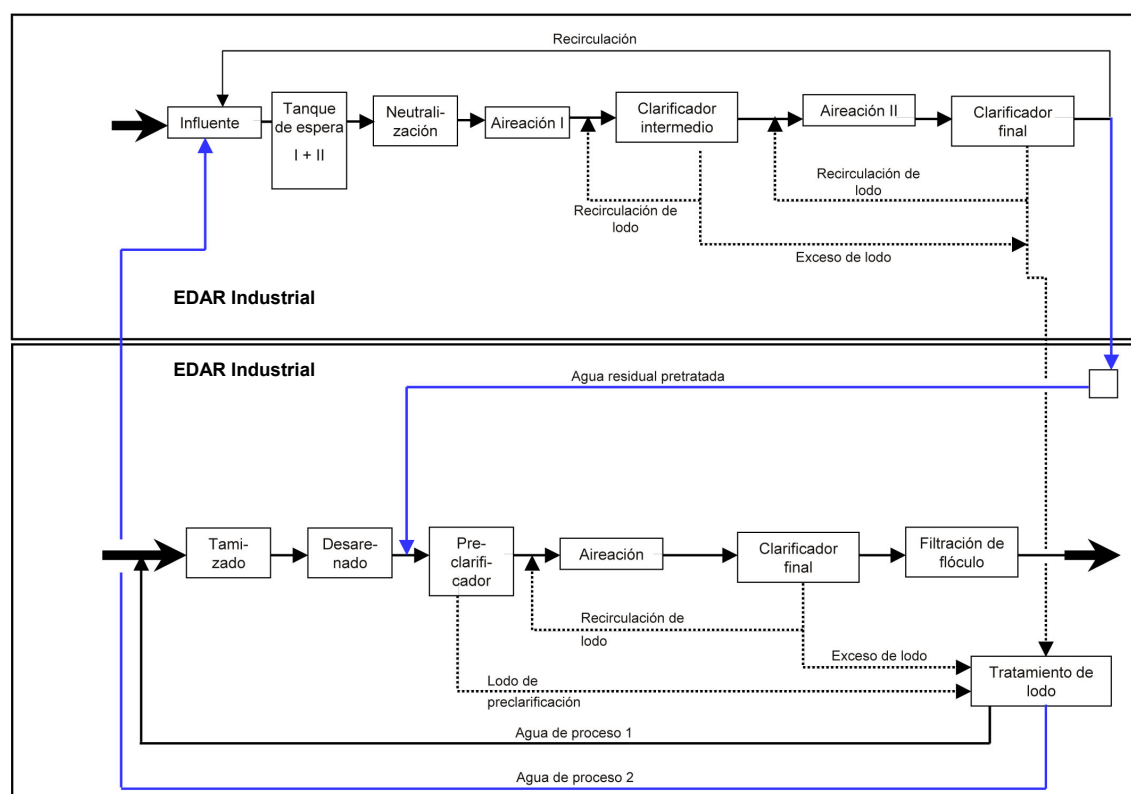 Recirculación
Influente
Tanque
de espera
I + II
Neutrali-
zación
Aireación I
Clarificador
intermedio
Aireación II
Clarificador
final
Recirculación de
lodo
Recirculación de
lodo
Exceso de lodo
EDAR Industrial
EDAR Industrial
Agua residual pretratada
Tami-
zado
Desare-
nado
Pre-
clarifi-
cador
Aireación
Clarificador
final
Filtración de
flóculo
Recirculación de
lodo
Exceso de lodo
Lodo de
preclarificación
Tratamiento de
lodo
Agua de proceso 1
Agua de proceso 2